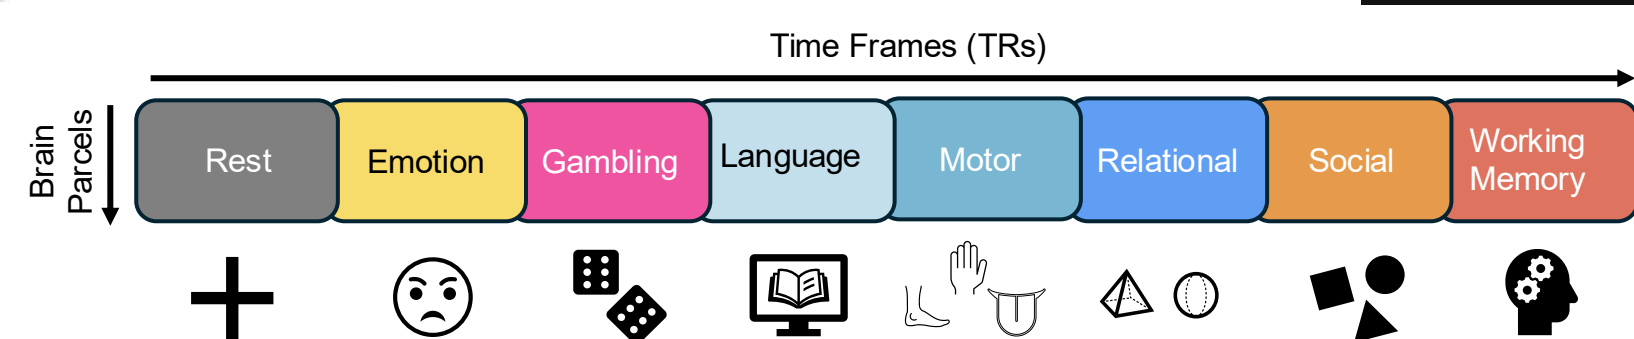 Time Frames (TRs)
Brain
Parcels
Rest
Emotion
Gambling
Language
Motor
Relational
Social
Working
Memory